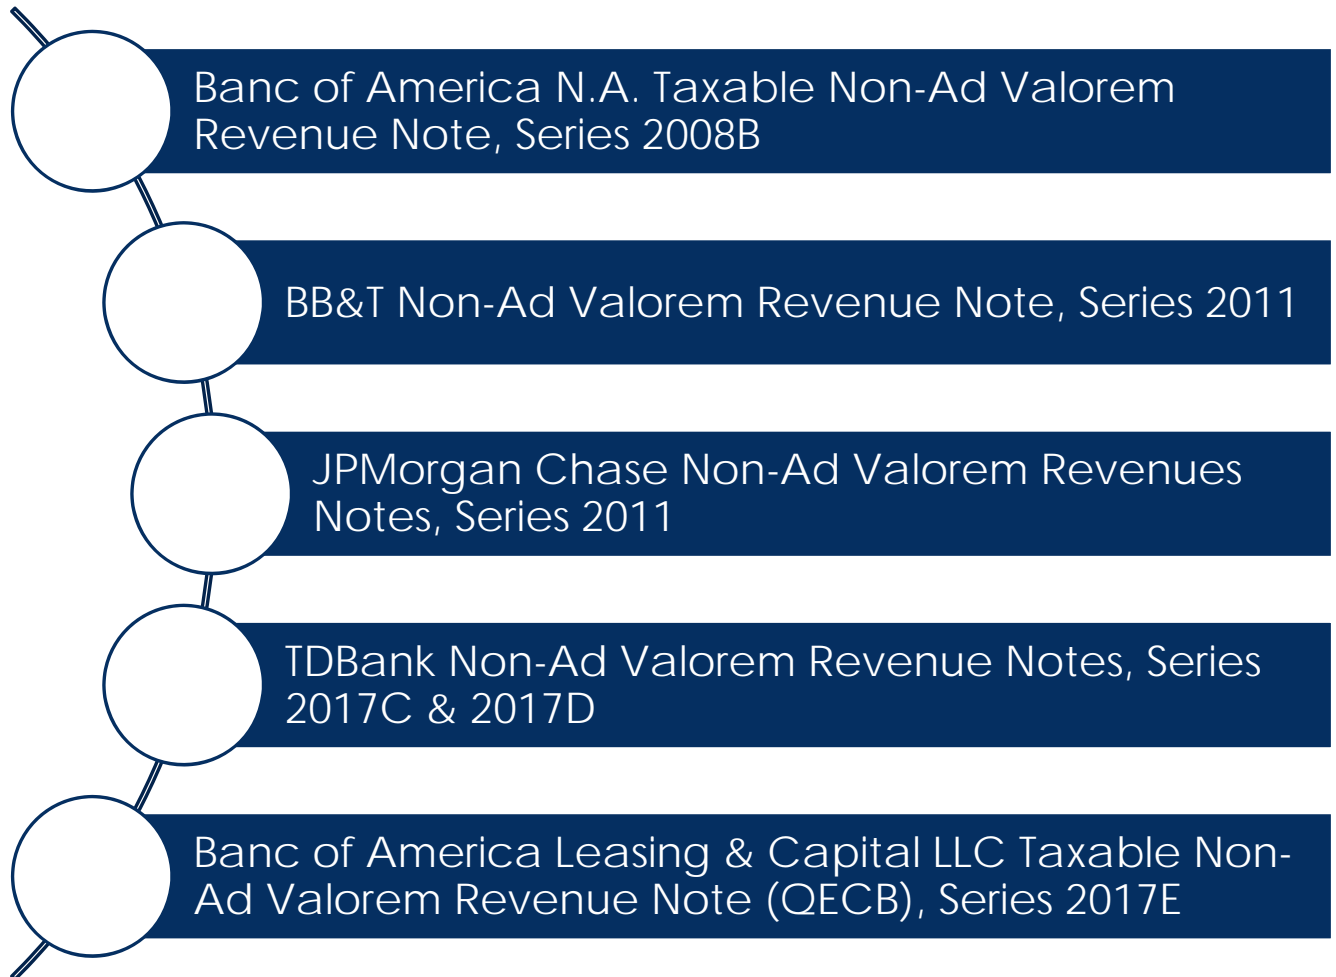 Banc of America N.A. Taxable Non-Ad Valorem
Revenue Note, Series 2008B
BB&T Non-Ad Valorem Revenue Note, Series 2011
JPMorgan Chase Non-Ad Valorem Revenues
Notes, Series 2011
TDBank Non-Ad Valorem Revenue Notes, Series
2017C & 2017D
Banc of America Leasing & Capital LLC Taxable Non-
Ad Valorem Revenue Note (QECB), Series 2017E